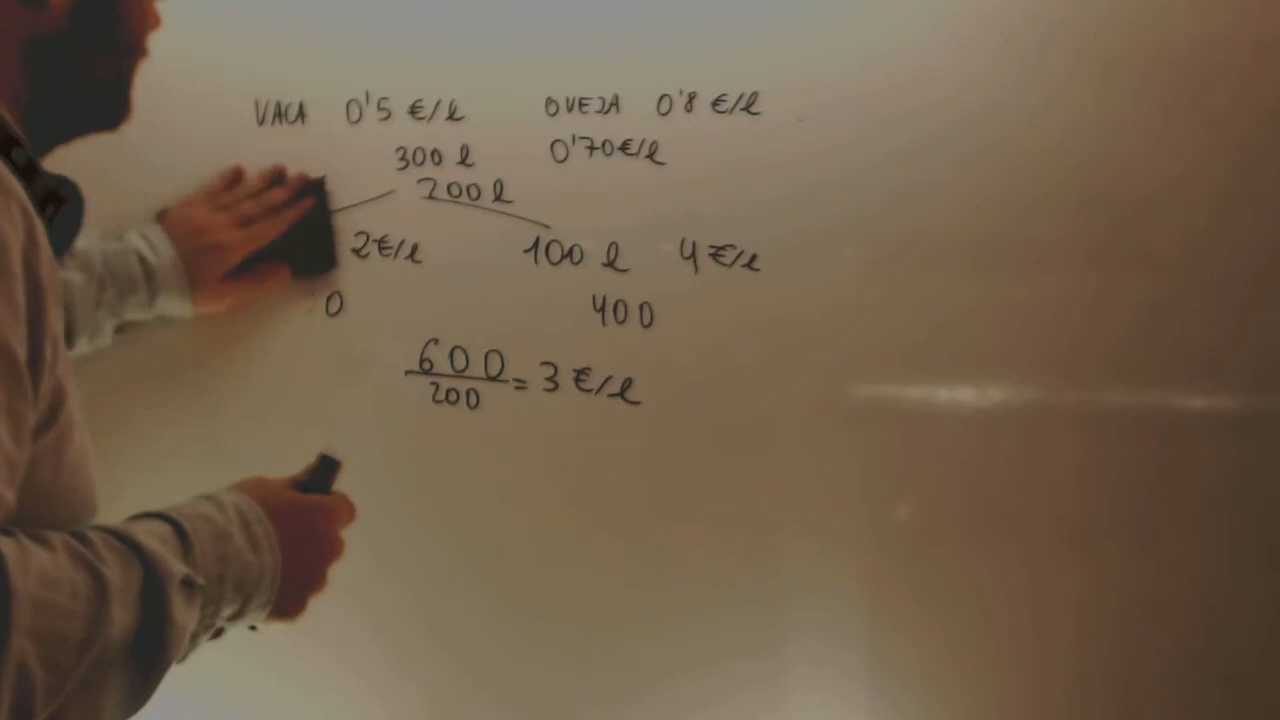 VACA 0'5 €/l OVEJA 0'8 €/l
300 l 0'70€/l
200 l
2€/l 100 l 4€/l
0 400
600
200 = 3 €/l